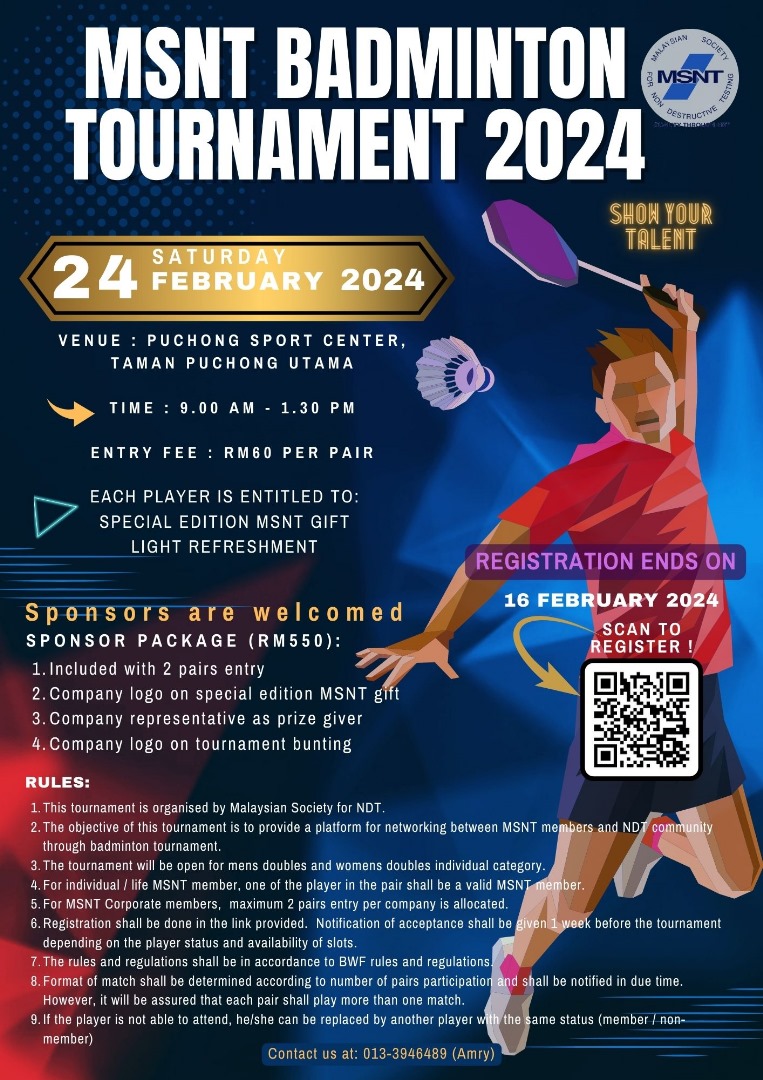 MSNT BADMINTON
TOURNAMENT 2024
MALAYSIAN SOCIETY
FOR NON DESTRUCTIVE TESTING
MSNT
SHOW YOUR
TALENT
24
SATURDAY
FEBRUARY 2024
VENUE : PUCHONG SPORT CENTER,
TAMAN PUCHONG UTAMA
TIME : 9.00 AM - 1.30 PM
ENTRY FEE : RM60 PER PAIR
EACH PLAYER IS ENTITLED TO:
SPECIAL EDITION MSNT GIFT
LIGHT REFRESHMENT
REGISTRATION ENDS ON
16 FEBRUARY 2024
SCAN TO
REGISTER !
Sponsors are welcomed
SPONSOR PACKAGE (RM550):
1. Included with 2 pairs entry
2. Company logo on special edition MSNT gift
3. Company representative as prize giver
4. Company logo on tournament bunting
RULES:
1. This tournament is organised by Malaysian Society for NDT.
2. The objective of this tournament is to provide a platform for networking between MSNT members and NDT community
through badminton tournament.
3. The tournament will be open for mens doubles and womens doubles individual category.
4. For individual / life MSNT member, one of the player in the pair shall be a valid MSNT member.
5. For MSNT Corporate members, maximum 2 pairs entry per company is allocated.
6. Registration shall be done in the link provided. Notification of acceptance shall be given 1 week before the tournament
depending on the player status and availability of slots.
7. The rules and regulations shall be in accordance to BWF rules and regulations.
8. Format of match shall be determined according to number of pairs participation and shall be notified in due time.
However, it will be assured that each pair shall play more than one match.
9. If the player is not able to attend, he/she can be replaced by another player with the same status (member / non-
member)
Contact us at: 013-3946489 (Amry)